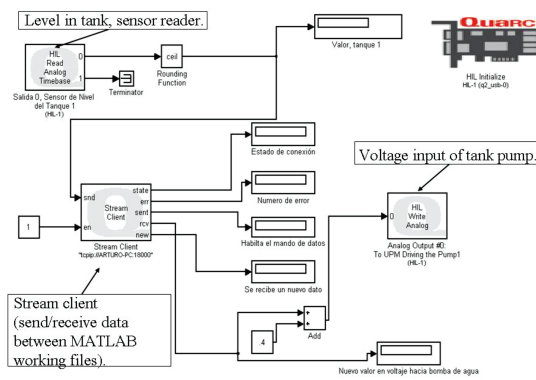 Level in tank, sensor reader.
HIL
Read
Analog
Timebase
0
1
Salida 0, Sensor de Nivel
del Tanque 1
(HIL-1)
Terminator
ceil
Rounding
Function
Valor, tanque 1
QUARC
HIL Initialize
HIL-1 (q2_usb-0)
Estado de conexión
Voltage input of tank pump.
Numero de error
snd
en
Stream
Client
state
err
sent
rcv
new
1
Stream Client
"tcpip://ARTURO-PC:18000"
Habilta el mando de datos
Se recibe un nuevo dato
0
HIL
Write
Analog
Analog Output #0:
To UPM Driving the Pump1
(HIL-1)
Stream client
(send/receive data
between MATLAB
working files).
.4
+
+
Add
Nuevo valor en voltaje hacia bomba de agua